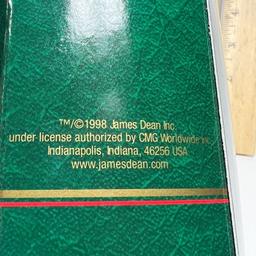 TM/©1998 James Dean Inc.
under license authorized by CMG Worldwide Inc.
Indianapolis, Indiana, 46256 USA
www.jamesdean.com